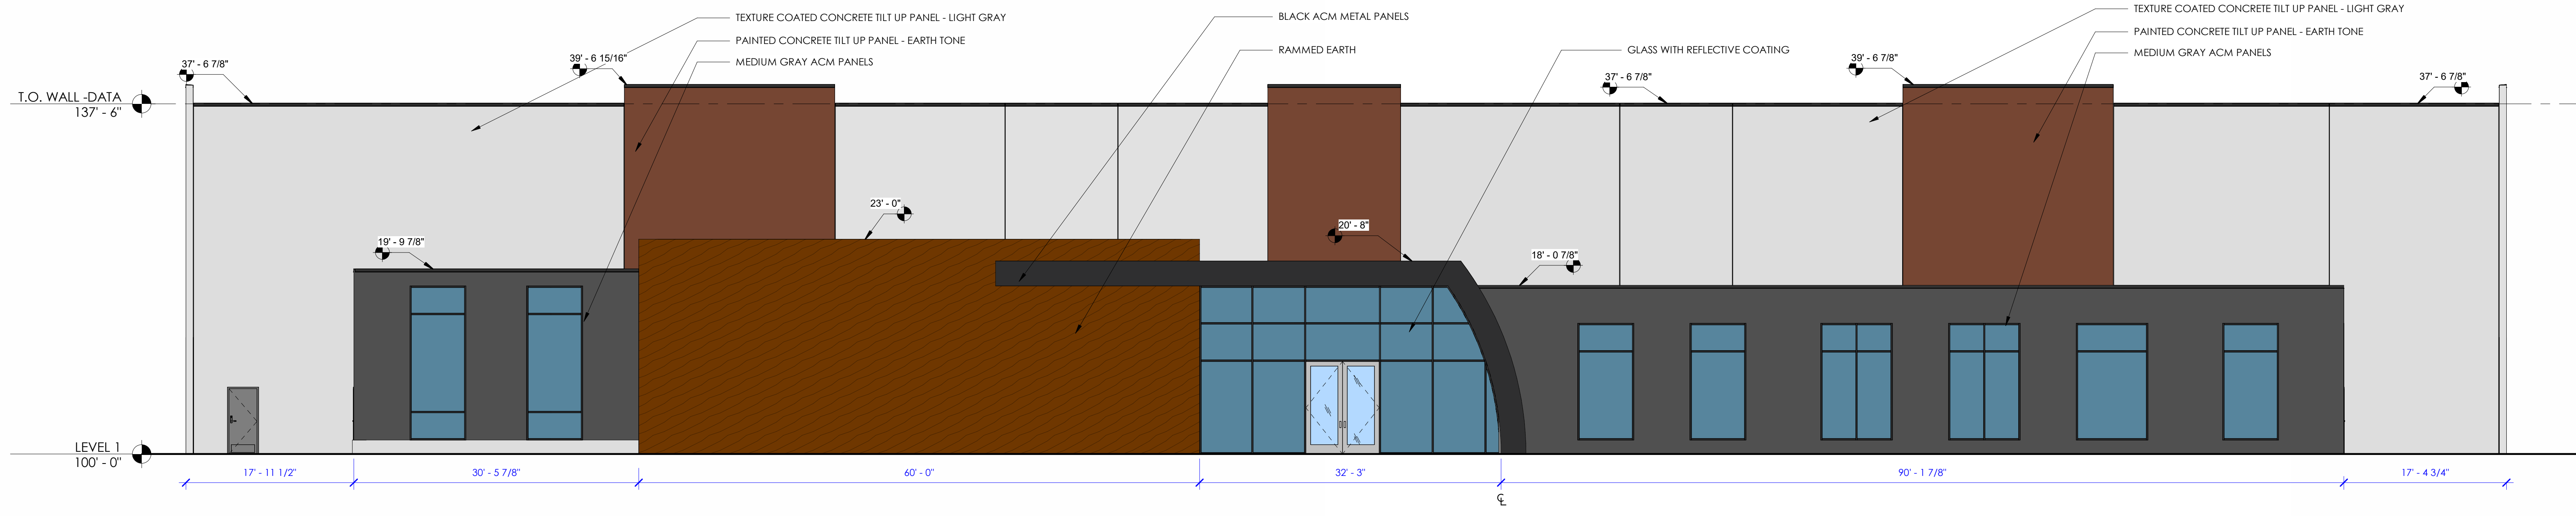 TEXTURE COATED CONCRETE TILT UP PANEL - LIGHT GRAY
PAINTED CONCRETE TILT UP PANEL - EARTH TONE
MEDIUM GRAY ACM PANELS
BLACK ACM METAL PANELS
RAMMED EARTH
GLASS WITH REFLECTIVE COATING
TEXTURE COATED CONCRETE TILT UP PANEL - LIGHT GRAY
PAINTED CONCRETE TILT UP PANEL - EARTH TONE
MEDIUM GRAY ACM PANELS
37' - 6 7/8"
39' - 6 15/16"
37' - 6 7/8"
39' - 6 7/8"
37' - 6 7/8"
T.O. WALL -DATA
137' - 6"
23' - 0"
19' - 9 7/8"
20' - 8"
18' - 0 7/8"
LEVEL 1
100' - 0"
17' - 11 1/2"
30' - 5 7/8"
60' - 0"
32' - 3"
90' - 1 7/8"
17' - 4 3/4"
℄